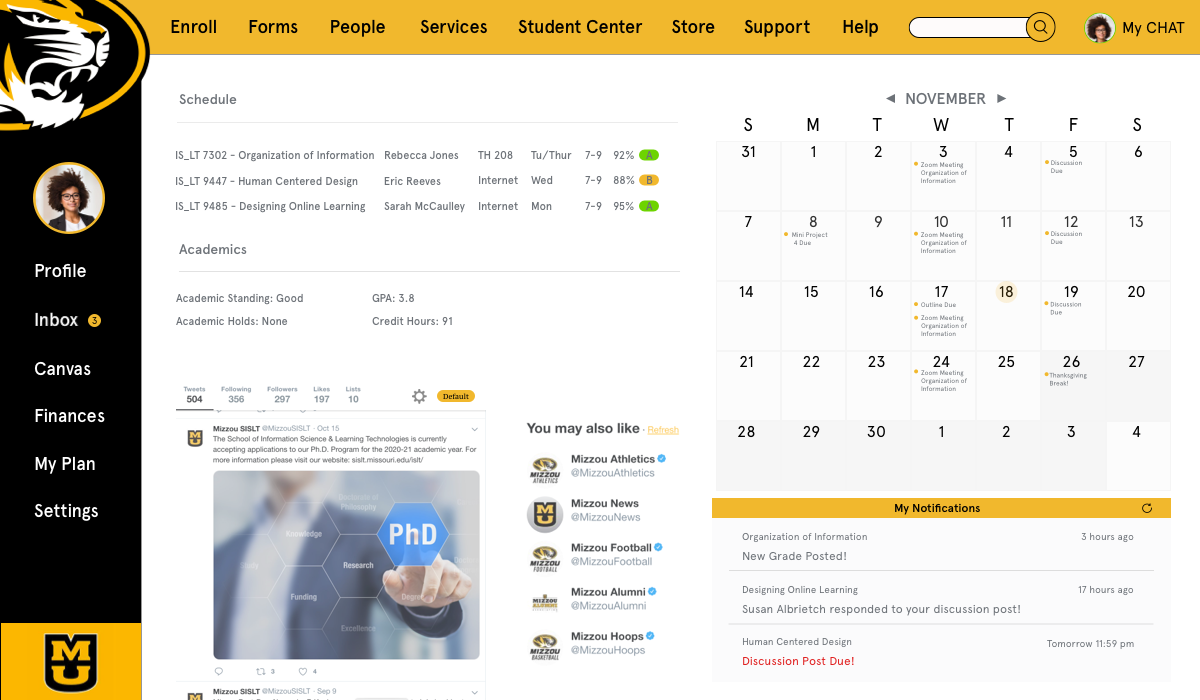 Enroll Forms People Services Student Center Store Support Help My CHAT
Profile
Inbox 3
Canvas
Finances
My Plan
Settings
MU
Schedule
IS_LT 7302 - Organization of Information Rebecca Jones TH 208 Tu/Thur 7-9 92% A
IS_LT 9447 - Human Centered Design Eric Reeves Internet Wed 7-9 88% B
IS_LT 9485 - Designing Online Learning Sarah McCaulley Internet Mon 7-9 95% A
Academics
Academic Standing: Good GPA: 3.8
Academic Holds: None Credit Hours: 91
Tweets Following Followers Likes Lists
504 356 297 197 10
Default
Mizzou SISLT @MizzouSISLT · Oct 15
The School of Information Science & Learning Technologies is currently
accepting applications to our Ph.D. Program for the 2020-21 academic year. For
more information please visit our website: sislt.missouri.edu/islt/
Philosophy
Knowledge
PhD
Study
Research
Funding
Degree
Excellence
3 4
Mizzou SISLT @MizzouSISLT · Sep 9
You may also like · Refresh
Mizzou Athletics
@MizzouAthletics
MIZZOU
ATHLETICS
Mizzou News
@MizzouNews
MU
Mizzou Football
@MizzouFootball
MIZZOU
FOOTBALL
Mizzou Alumni
@MizzouAlumni
MIZZOU
Mizzou Hoops
@MizzouHoops
MIZZOU
BASKETBALL
◄ NOVEMBER ►
S M T W T F S
31 1 2 3 4 5 6
Zoom Meeting
Organization of
Information
Discussion
Due
7 8 9 10 11 12 13
Mini Project
4 Due
Zoom Meeting
Organization of
Information
Discussion
Due
14 15 16 17 18 19 20
Outline Due
Zoom Meeting
Organization of
Information
Discussion
Due
21 22 23 24 25 26 27
Zoom Meeting
Organization of
Information
Thanksgiving
Break!
28 29 30 1 2 3 4
My Notifications
Organization of Information 3 hours ago
New Grade Posted!
Designing Online Learning 17 hours ago
Susan Albrietch responded to your discussion post!
Human Centered Design Tomorrow 11:59 pm
Discussion Post Due!